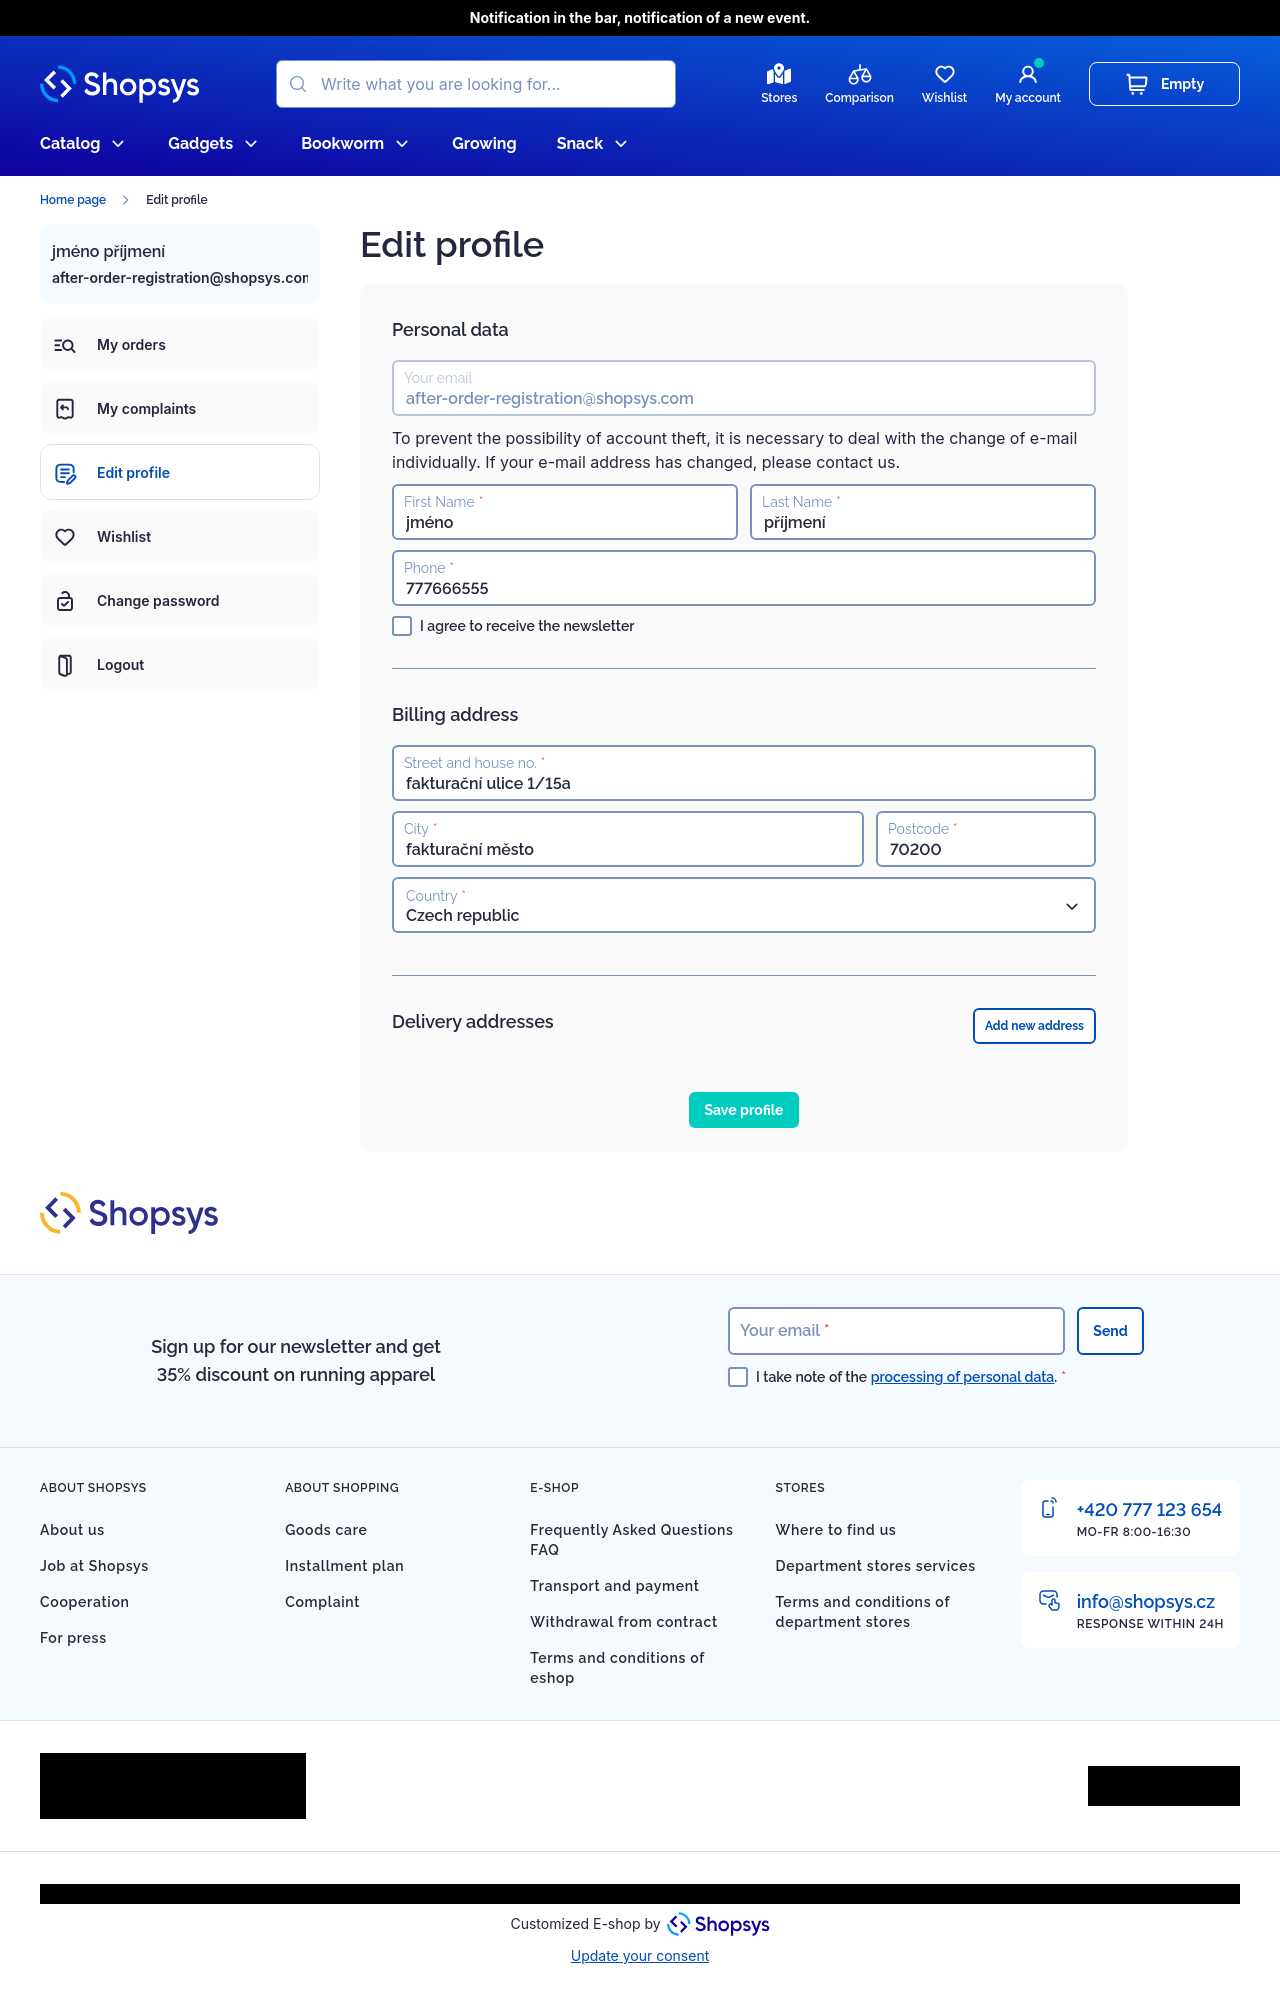 Notification in the bar, notification of a new event.
Shopsys
Write what you are looking for...
Stores
Comparison
Wishlist
My account
Empty
Catalog
Gadgets
Bookworm
Growing
Snack
Home page
Edit profile
jméno příjmení
after-order-registration@shopsys.com
My orders
My complaints
Edit profile
Wishlist
Change password
Logout
Edit profile
Personal data
Your email
after-order-registration@shopsys.com
To prevent the possibility of account theft, it is necessary to deal with the change of e-mail
individually. If your e-mail address has changed, please contact us.
First Name *
jméno
Last Name *
příjmení
Phone *
777666555
I agree to receive the newsletter
Billing address
Street and house no. *
fakturační ulice 1/15a
City *
fakturační město
Postcode *
70200
Country *
Czech republic
Delivery addresses
Add new address
Save profile
Shopsys
Sign up for our newsletter and get
35% discount on running apparel
Your email *
Send
I take note of the processing of personal data. *
ABOUT SHOPSYS
About us
Job at Shopsys
Cooperation
For press
ABOUT SHOPPING
Goods care
Installment plan
Complaint
E-SHOP
Frequently Asked Questions
FAQ
Transport and payment
Withdrawal from contract
Terms and conditions of
eshop
STORES
Where to find us
Department stores services
Terms and conditions of
department stores
+420 777 123 654
MO-FR 8:00-16:30
info@shopsys.cz
RESPONSE WITHIN 24H
Customized E-shop by Shopsys
Update your consent